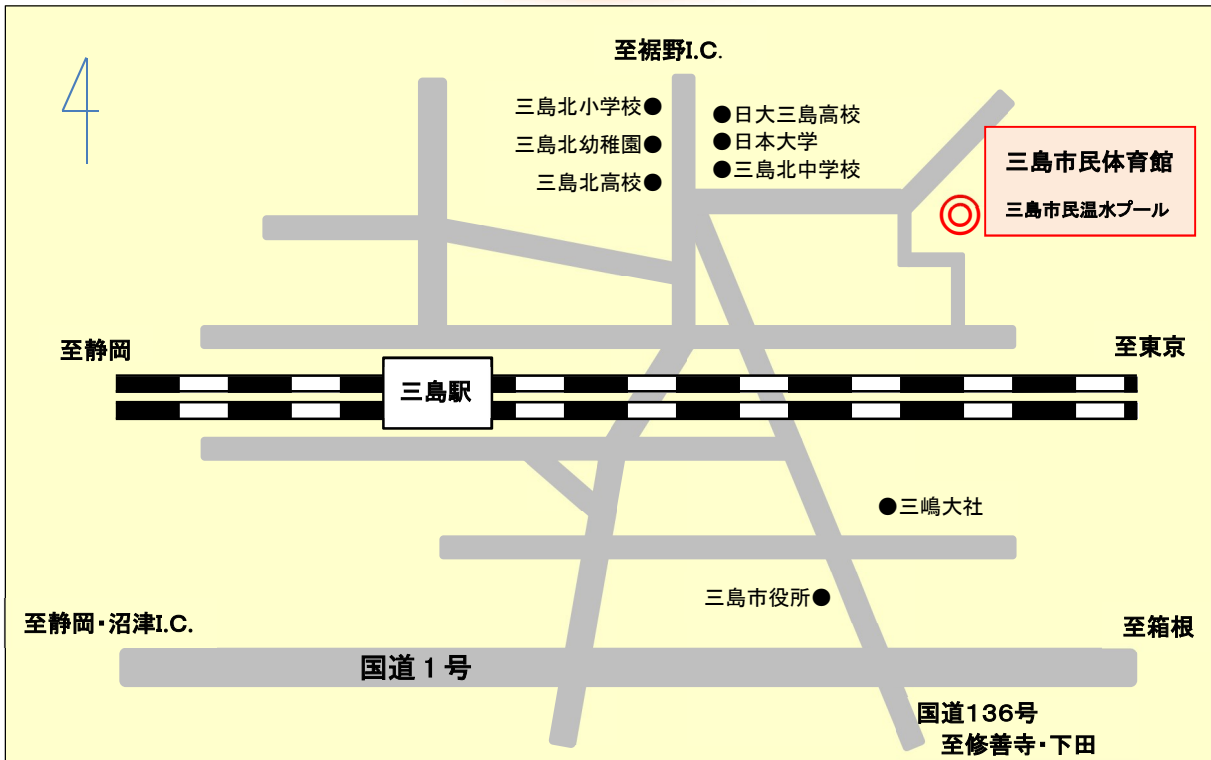 至裾野I.C.
三島北小学校●
三島北幼稚園●
三島北高校●
●日大三島高校
●日本大学
●三島北中学校
三島市民体育館
三島市民温水プール
至静岡
至東京
三島駅
●三嶋大社
三島市役所●
至静岡・沼津I.C.
至箱根
国道1号
国道136号
至修善寺・下田